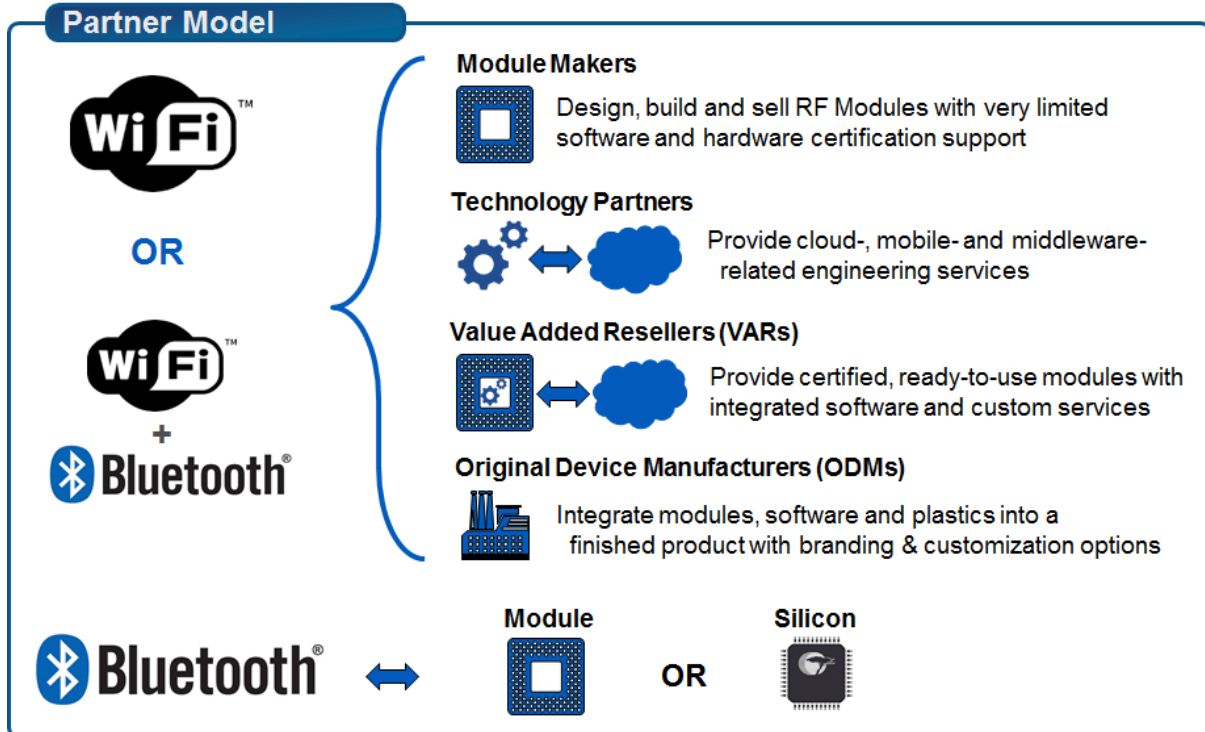 Partner Model
WiFi™
OR
WiFi™
+
Bluetooth®
Module Makers
Design, build and sell RF Modules with very limited
software and hardware certification support
Technology Partners
Provide cloud-, mobile- and middleware-
related engineering services
Value Added Resellers (VARs)
Provide certified, ready-to-use modules with
integrated software and custom services
Original Device Manufacturers (ODMs)
Integrate modules, software and plastics into a
finished product with branding & customization options
Bluetooth®
Module
OR
Silicon